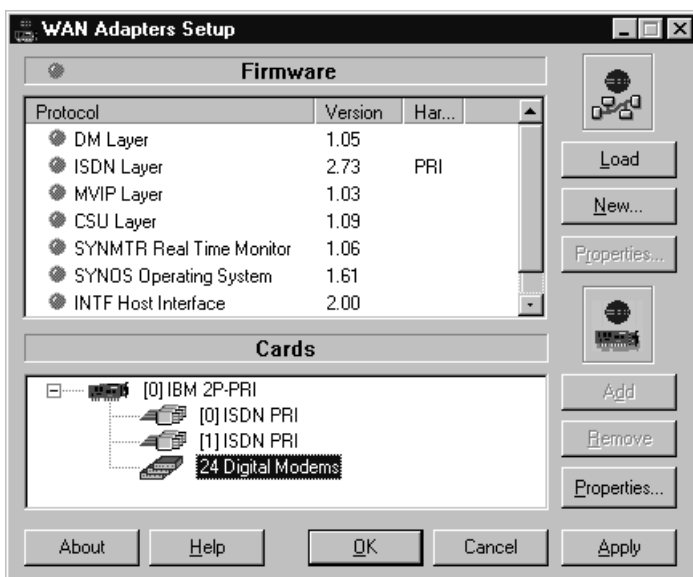 WAN Adapters Setup
Firmware
Protocol Version Har...
DM Layer 1.05
ISDN Layer 2.73 PRI
MVIP Layer 1.03
CSU Layer 1.09
SYNMTR Real Time Monitor 1.06
SYNOS Operating System 1.61
INTF Host Interface 2.00
Load
New...
Properties...
Cards
[0] IBM 2P-PRI
[0] ISDN PRI
[1] ISDN PRI
24 Digital Modems
Add
Remove
Properties...
About Help OK Cancel Apply